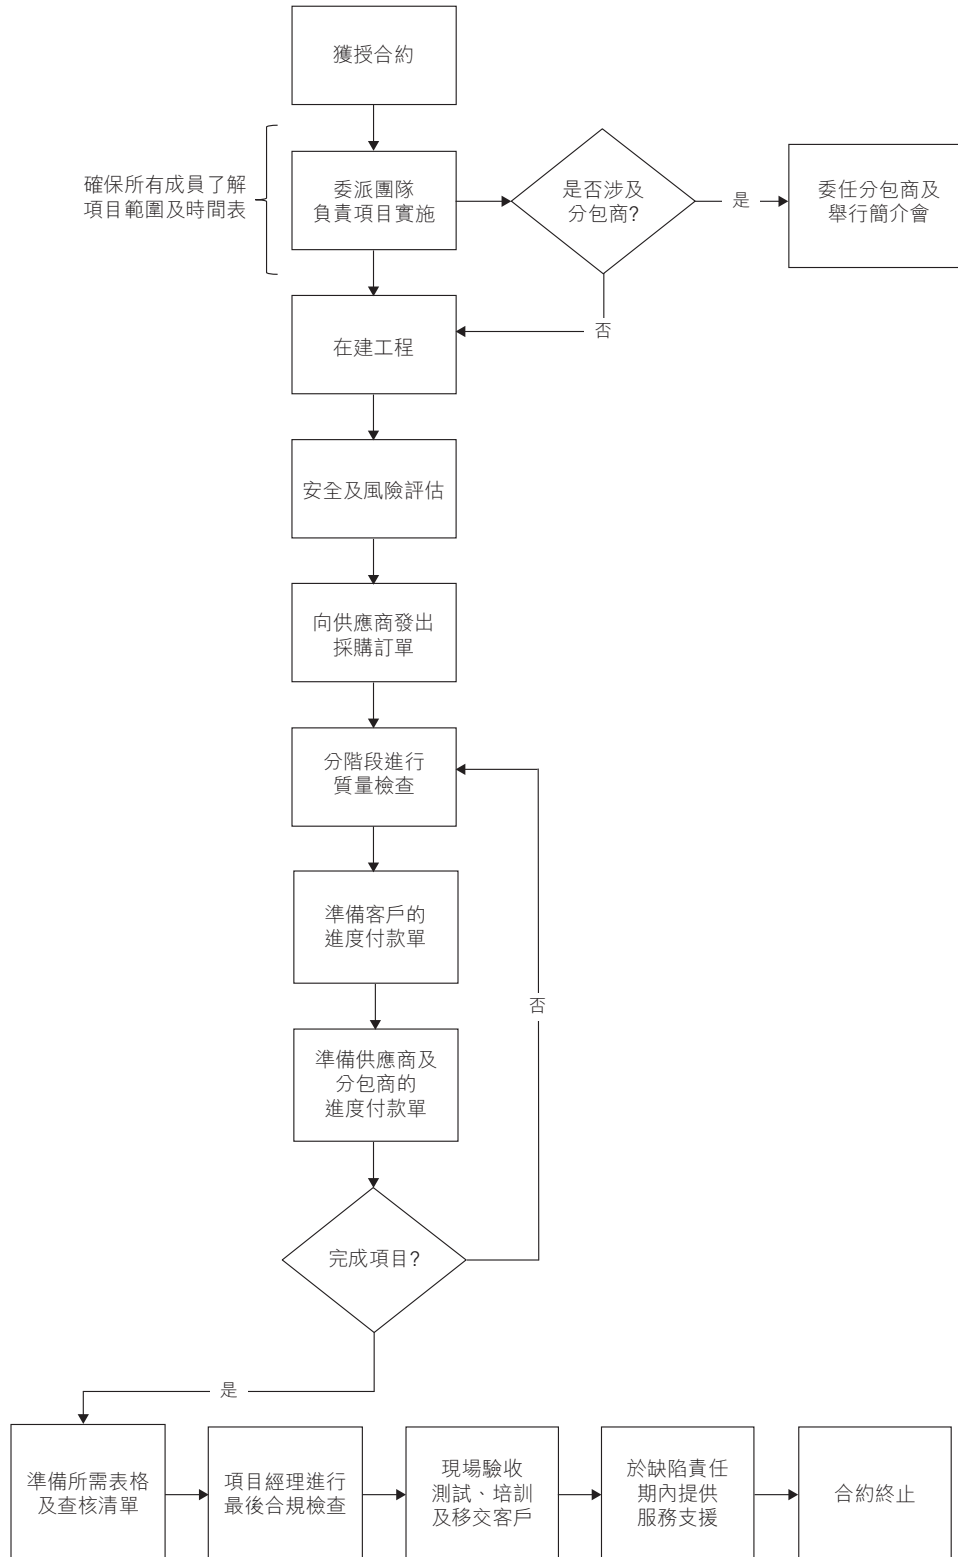 獲授合約
確保所有成員了解
項目範圍及時間表
委派團隊
負責項目實施
是否涉及
分包商?
是
委任分包商及
舉行簡介會
否
在建工程
安全及風險評估
向供應商發出
採購訂單
分階段進行
質量檢查
準備客戶的
進度付款單
否
準備供應商及
分包商的
進度付款單
完成項目?
是
準備所需表格
及查核清單
項目經理進行
最後合規檢查
現場驗收
測試、培訓
及移交客戶
於缺陷責任
期內提供
服務支援
合約終止